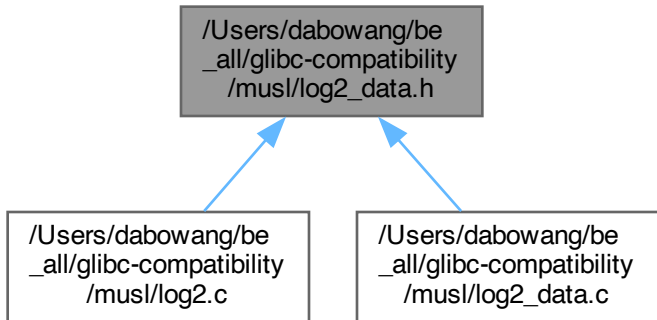 /Users/dabowang/be
_all/glibc-compatibility
/musl/log2_data.h
/Users/dabowang/be
_all/glibc-compatibility
/musl/log2.c
/Users/dabowang/be
_all/glibc-compatibility
/musl/log2_data.c